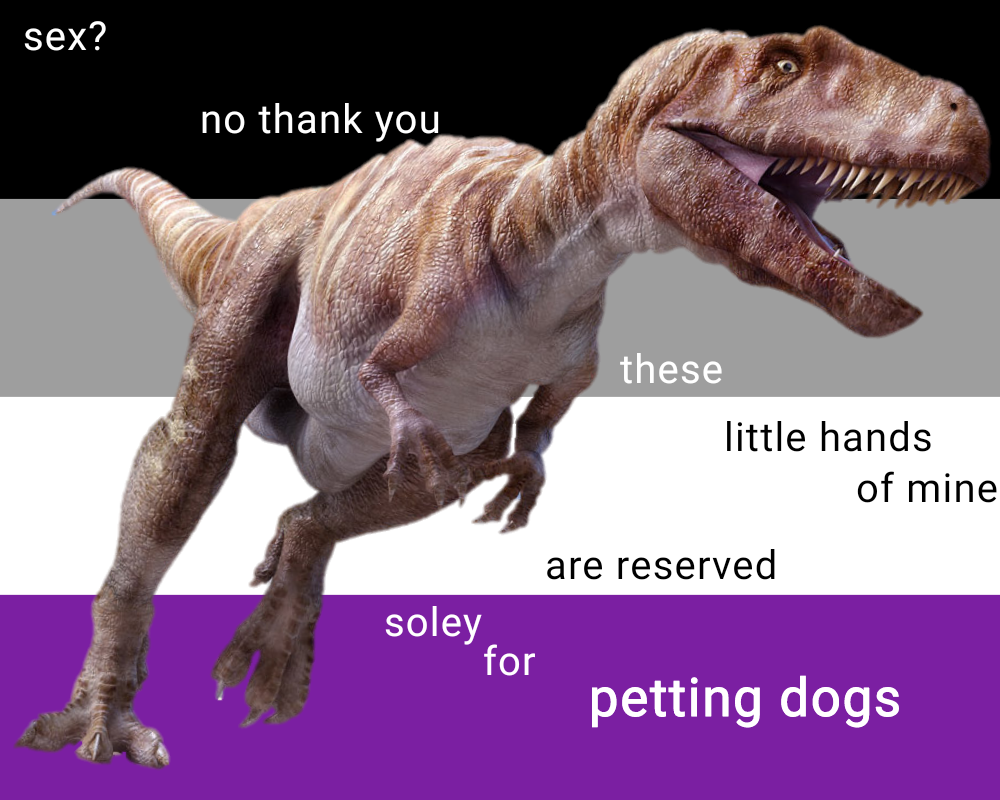 sex?
no thank you
these
little hands
of mine
are reserved
soley
for
petting dogs